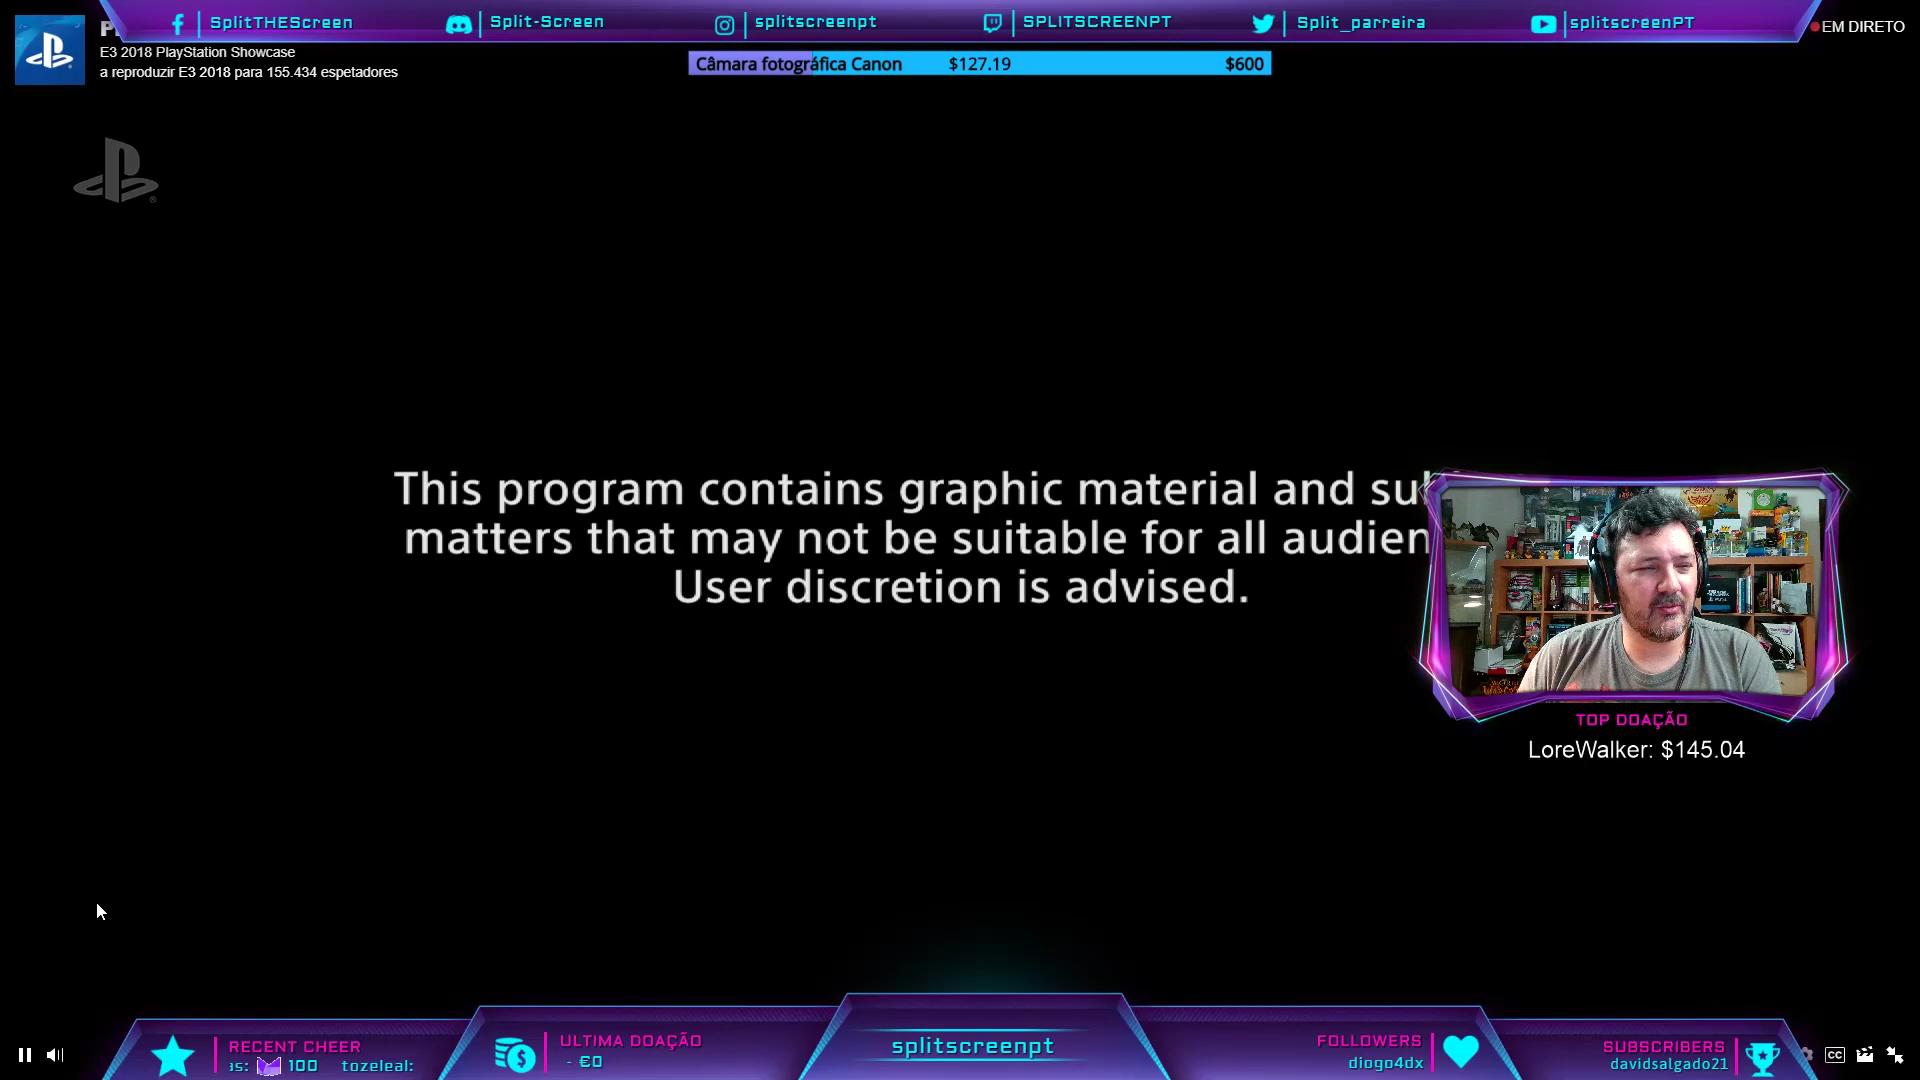 SplitTHEScreen
Split-Screen
splitscreenpt
SPLITSCREENPT
Split_parreira
splitscreenPT
EM DIRETO
E3 2018 PlayStation Showcase
a reproduzir E3 2018 para 155.434 espetadores
Câmara fotográfica Canon $127.19 $600
This program contains graphic material and
matters that may not be suitable for all
User discretion is advised.
TOP DOAÇÃO
LoreWalker: $145.04
RECENT CHEER
as: 100 tozeleal:
ULTIMA DOAÇÃO
- €0
splitscreenpt
FOLLOWERS
diogo4dx
SUBSCRIBERS
davidsalgado21
CC